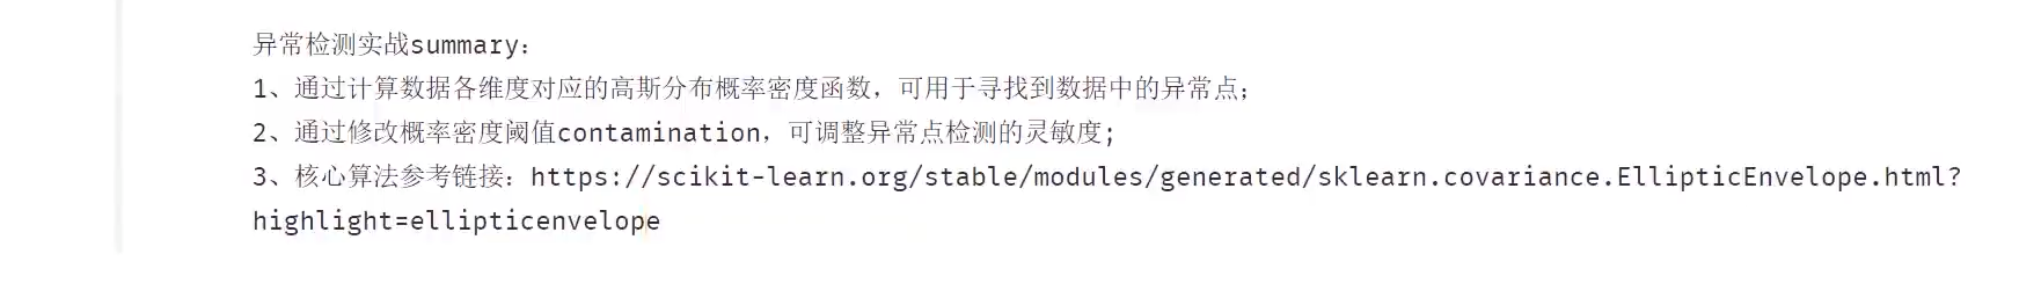 异常检测实战summary：
1、通过计算数据各维度对应的高斯分布概率密度函数，可用于寻找到数据中的异常点；
2、通过修改概率密度阈值contamination，可调整异常点检测的灵敏度；
3、核心算法参考链接：https://scikit-learn.org/stable/modules/generated/sklearn.covariance.EllipticEnvelope.html?
highlight=ellipticenvelope